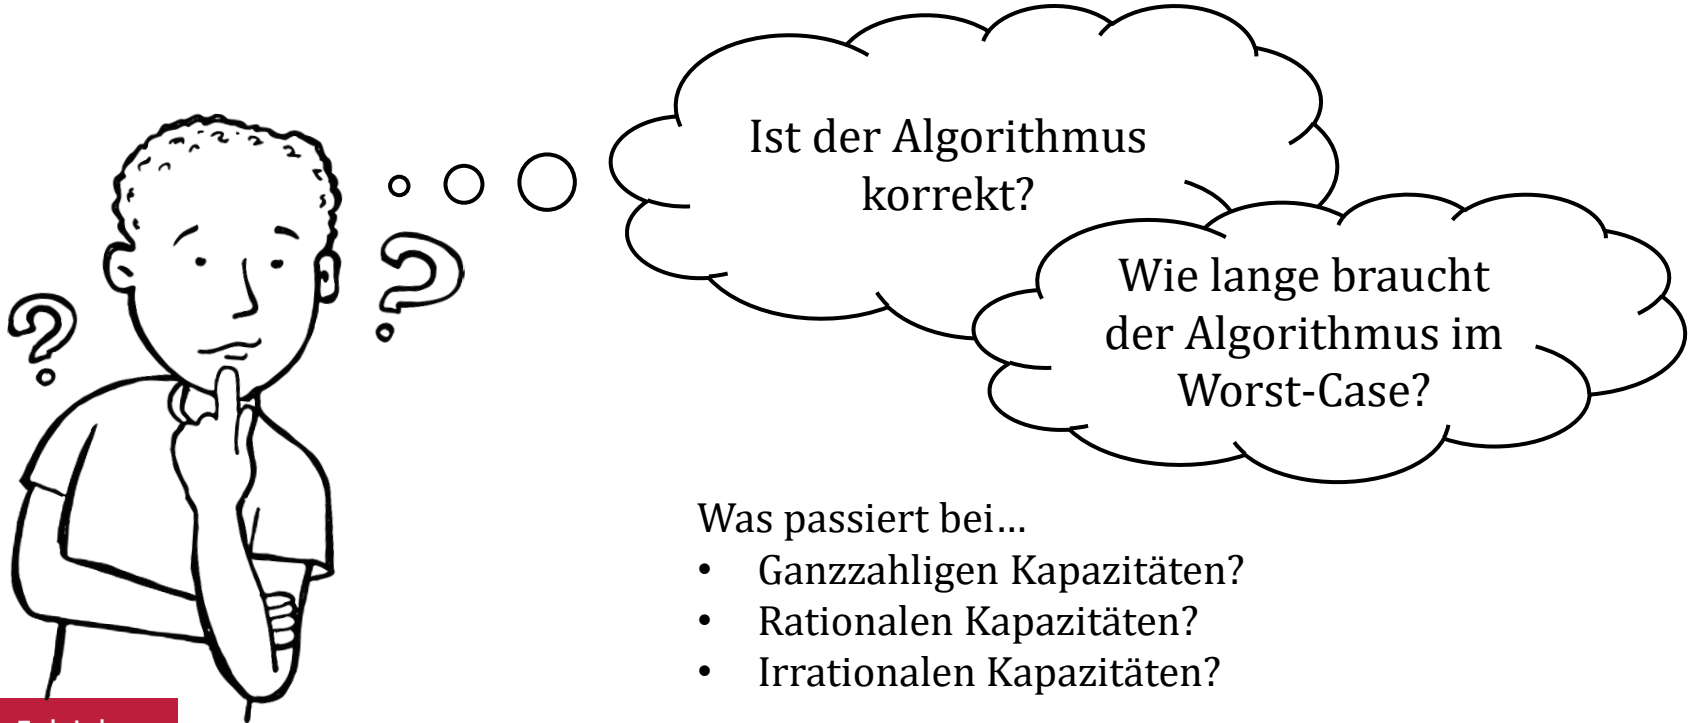 Ist der Algorithmus
korrekt?
Wie lange braucht
der Algorithmus im
Worst-Case?
Was passiert bei…
• Ganzzahligen Kapazitäten?
• Rationalen Kapazitäten?
• Irrationalen Kapazitäten?